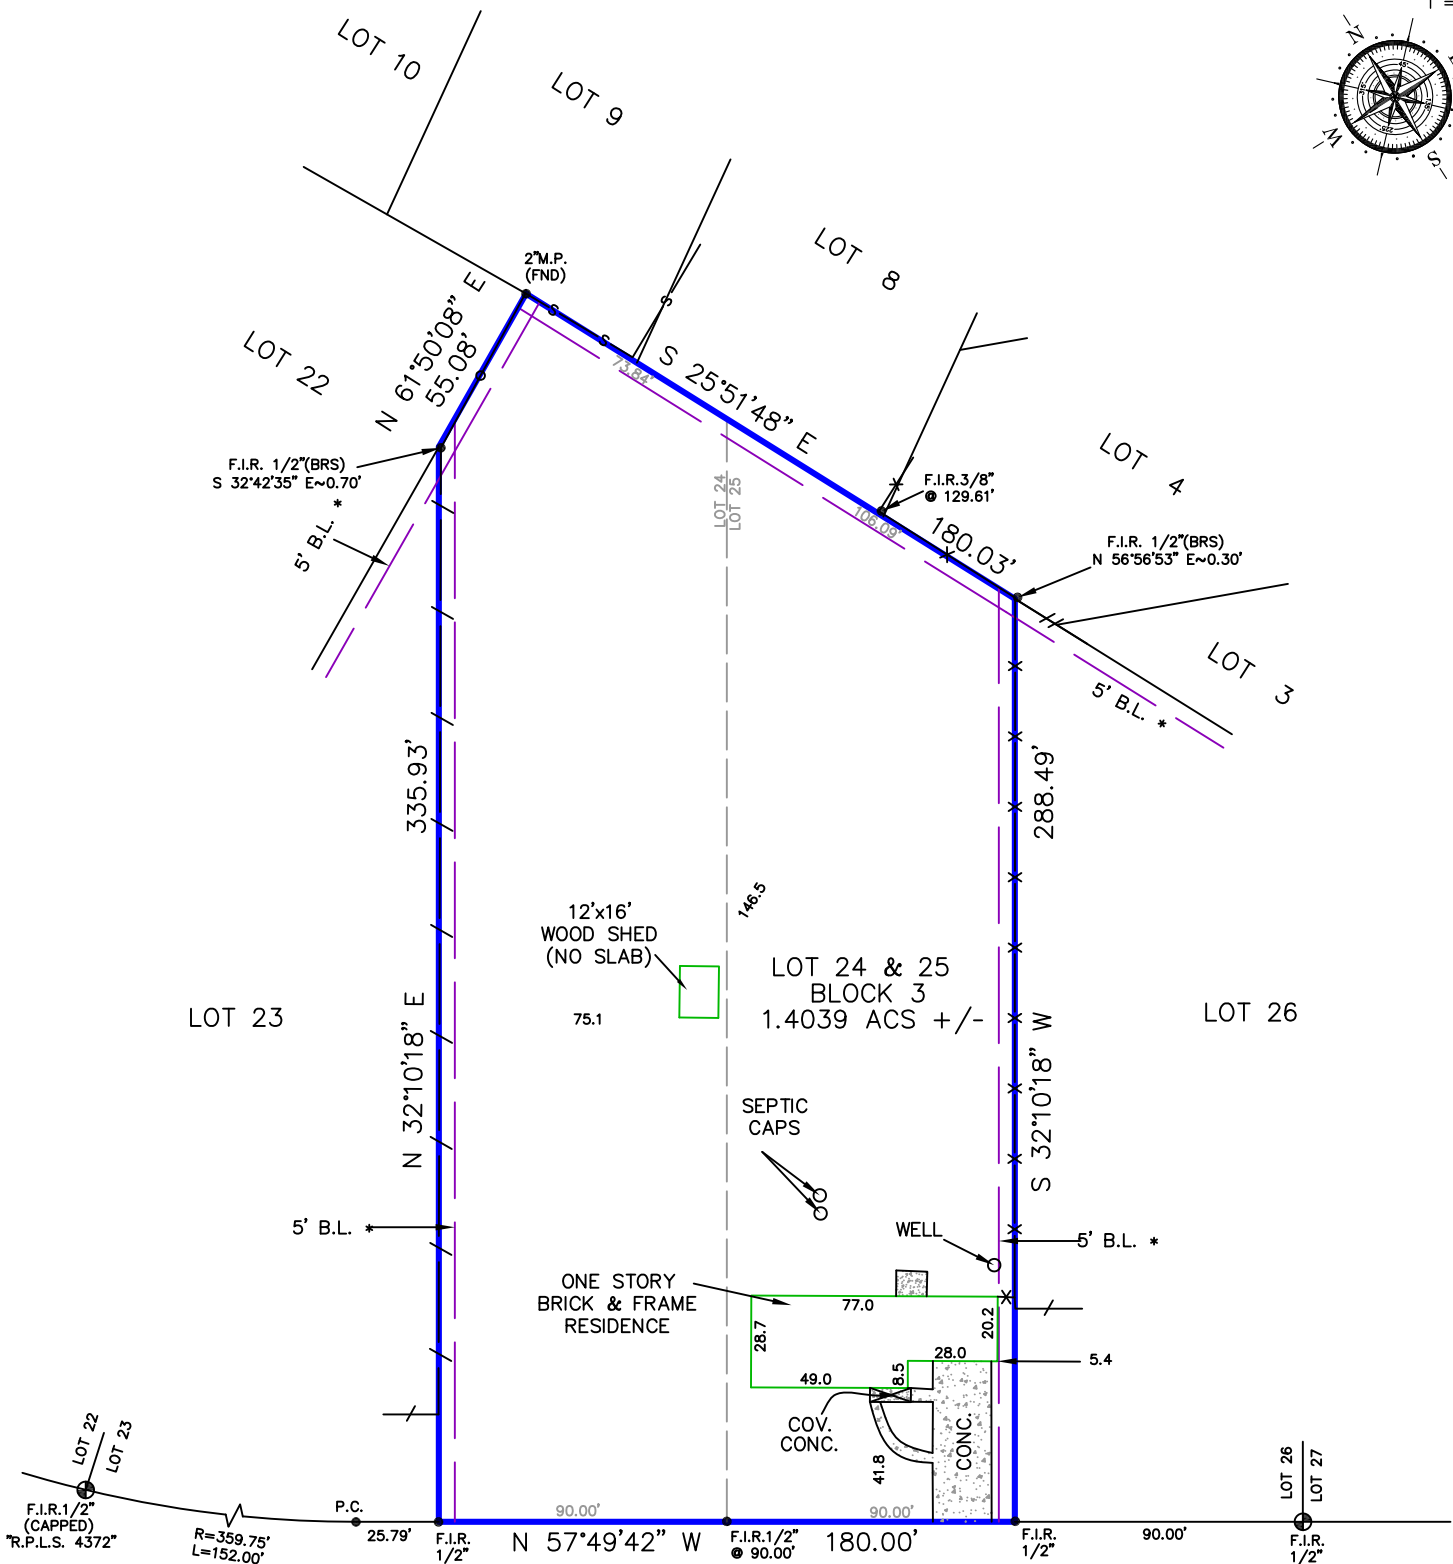 LOT 10
LOT 9
N
W
S
45°
315°
225°
135°
2"M.P.
(FND)
LOT 8
LOT 22
N 61°50'08" E
55.08'
S
S
S
73.84'
S 25°51'48" E
LOT 4
F.I.R. 1/2"(BRS)
S 32°42'35" E~0.70'
5' B.L. *
LOT 24
LOT 25
F.I.R.3/8"
@ 129.61'
106.09'
180.03'
F.I.R. 1/2"(BRS)
N 56°56'53" E~0.30'
LOT 3
5' B.L. *
335.93'
288.49'
146.5
12'x16'
WOOD SHED
(NO SLAB)
LOT 24 & 25
BLOCK 3
1.4039 ACS +/-
75.1
LOT 23
LOT 26
N 32°10'18" E
S 32°10'18" W
SEPTIC
CAPS
5' B.L. *
WELL
5' B.L. *
ONE STORY
BRICK & FRAME
RESIDENCE
77.0
28.7
20.2
28.0
5.4
49.0
8.5
COV.
CONC.
CONC.
41.8
LOT 22
LOT 23
LOT 26
LOT 27
F.I.R.1/2"
(CAPPED)
"R.P.L.S. 4372"
P.C.
R=359.75'
L=152.00'
25.79'
F.I.R.
1/2"
90.00'
N 57°49'42" W
F.I.R.1/2"
@ 90.00'
90.00'
180.00'
F.I.R.
1/2"
90.00'
F.I.R.
1/2"